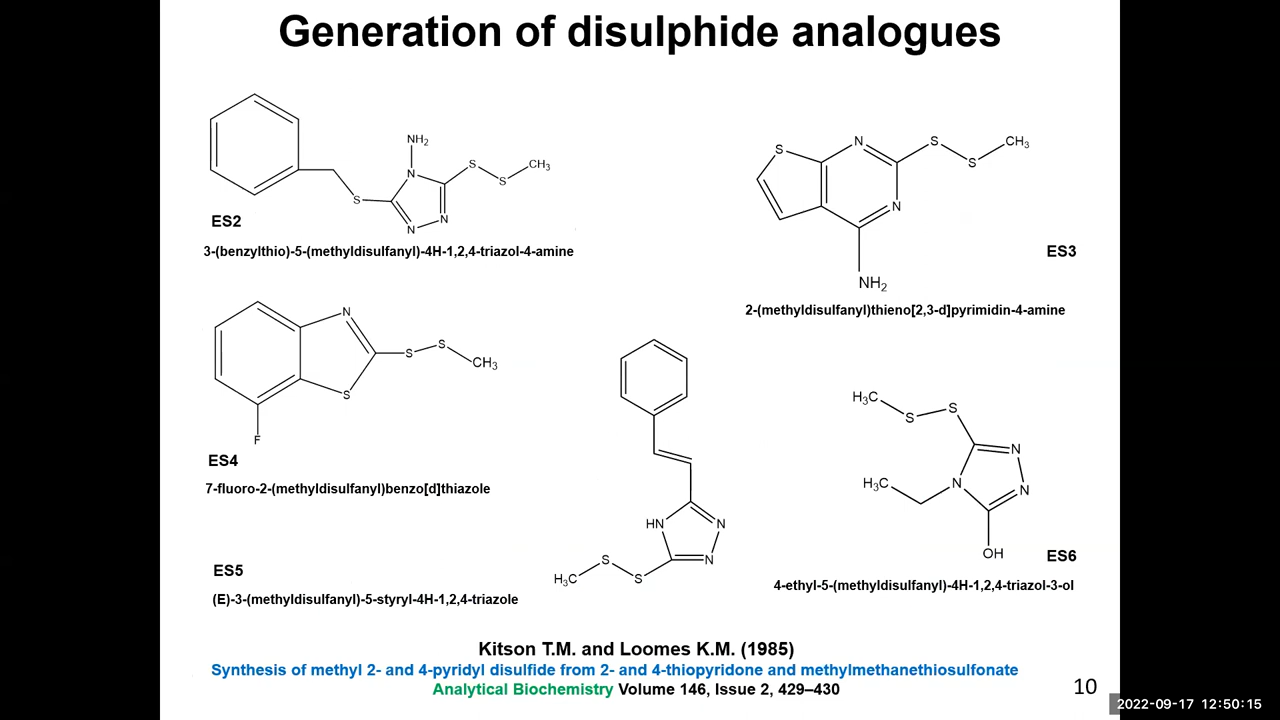 Generation of disulphide analogues
NH2
N
S
S
CH3
S
N
N
ES2
3-(benzylthio)-5-(methyldisulfanyl)-4H-1,2,4-triazol-4-amine
S
N
S
S
CH3
N
NH2
ES3
2-(methyldisulfanyl)thieno[2,3-d]pyrimidin-4-amine
N
S
S
CH3
S
F
ES4
7-fluoro-2-(methyldisulfanyl)benzo[d]thiazole
HN
N
N
S
S
H3C
ES5
(E)-3-(methyldisulfanyl)-5-styryl-4H-1,2,4-triazole
H3C
S
S
N
N
N
H3C
OH
ES6
4-ethyl-5-(methyldisulfanyl)-4H-1,2,4-triazol-3-ol
Kitson T.M. and Loomes K.M. (1985)
Synthesis of methyl 2- and 4-pyridyl disulfide from 2- and 4-thiopyridone and methylmethanethiosulfonate
Analytical Biochemistry Volume 146, Issue 2, 429–430
10
2022-09-17 12:50:15